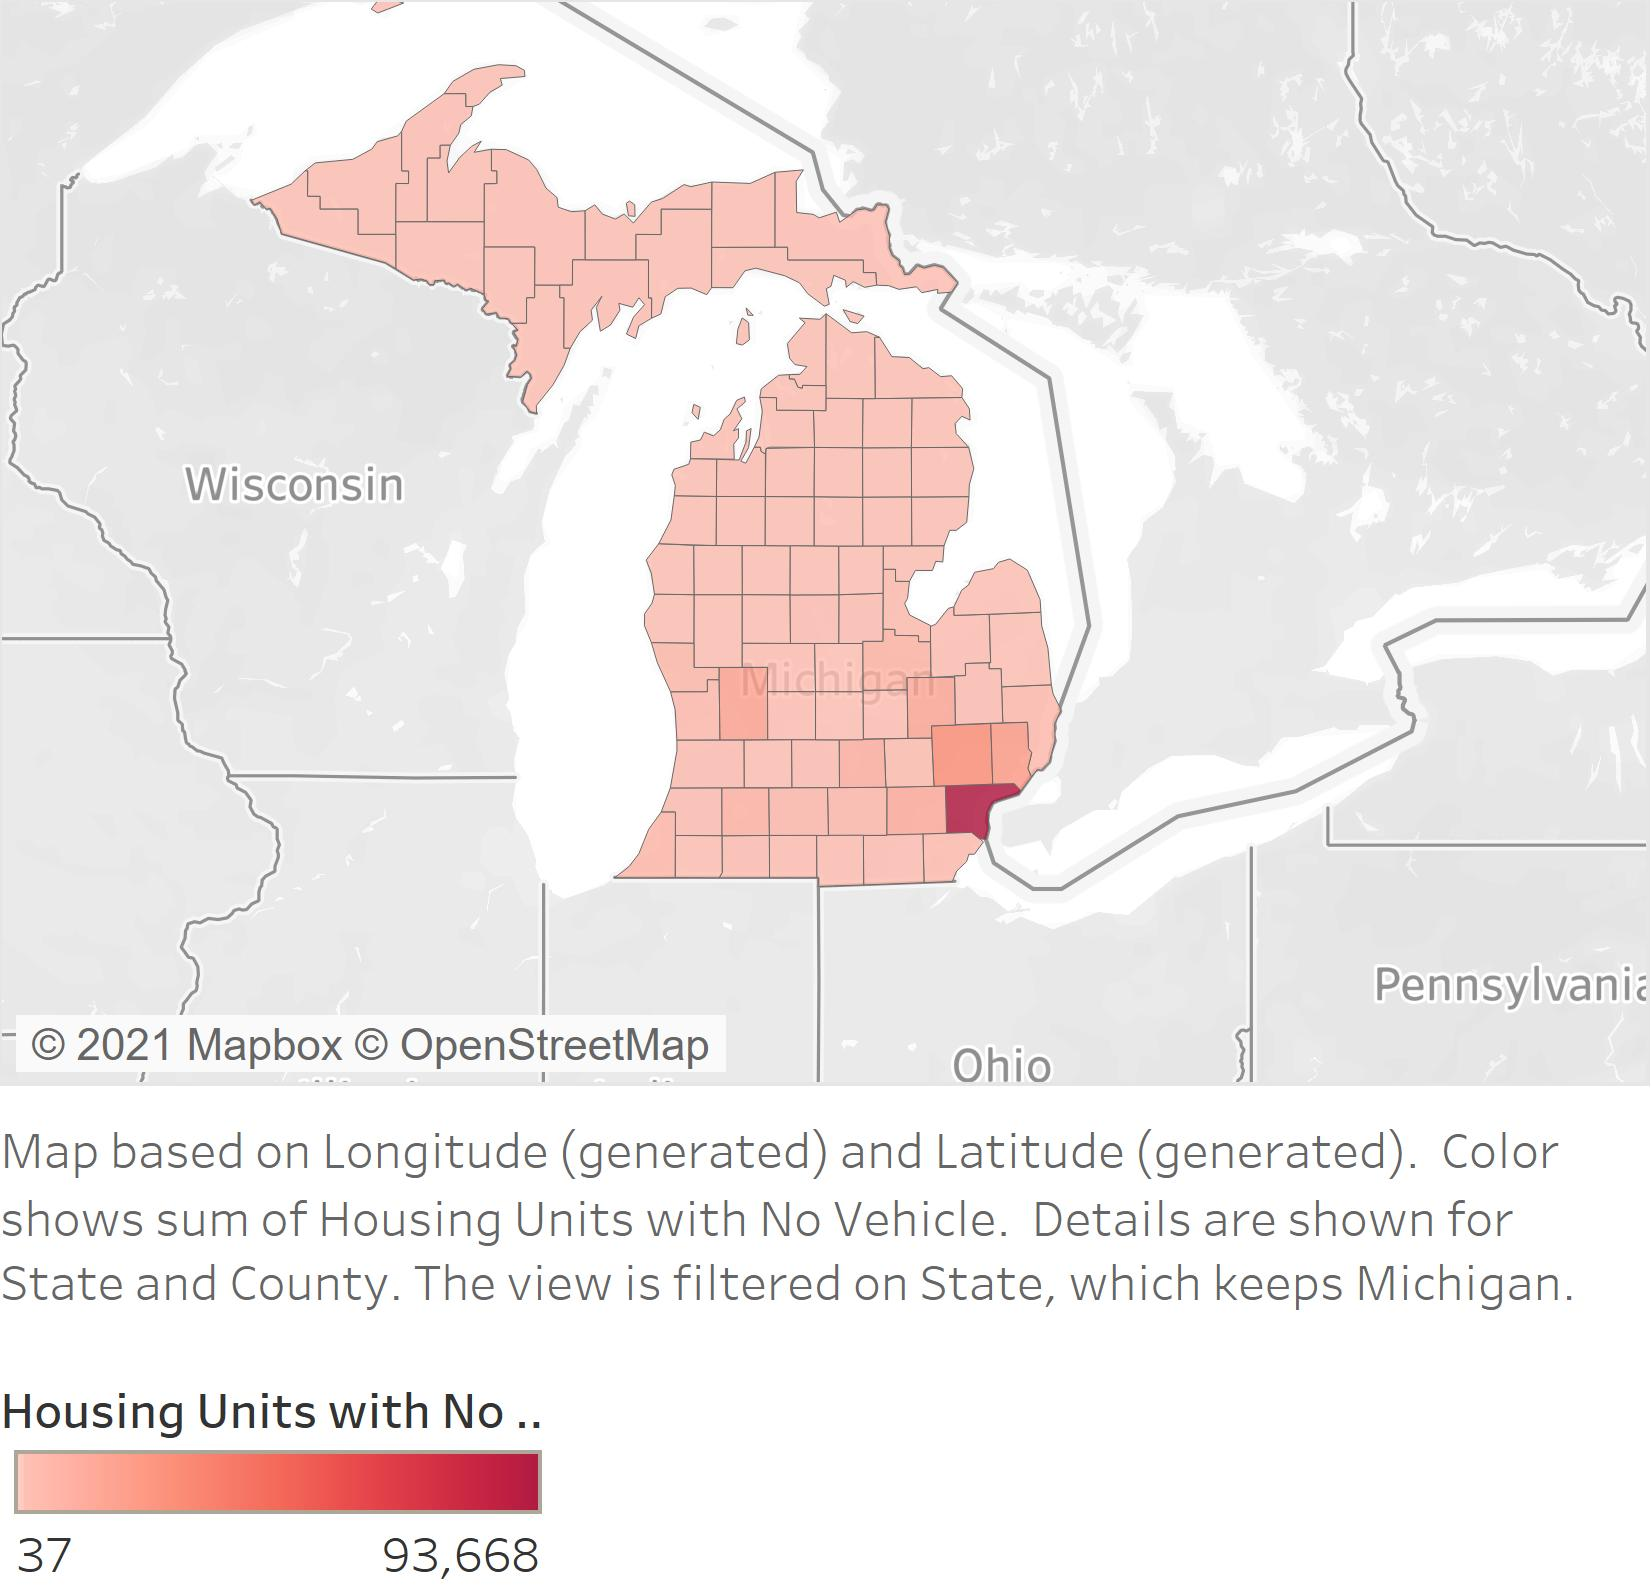 Wisconsin
Michigan
Pennsylvania
© 2021 Mapbox © OpenStreetMap
Ohio
Map based on Longitude (generated) and Latitude (generated).  Color
shows sum of Housing Units with No Vehicle.  Details are shown for
State and County. The view is filtered on State, which keeps Michigan.
Housing Units with No ..
37
93,668